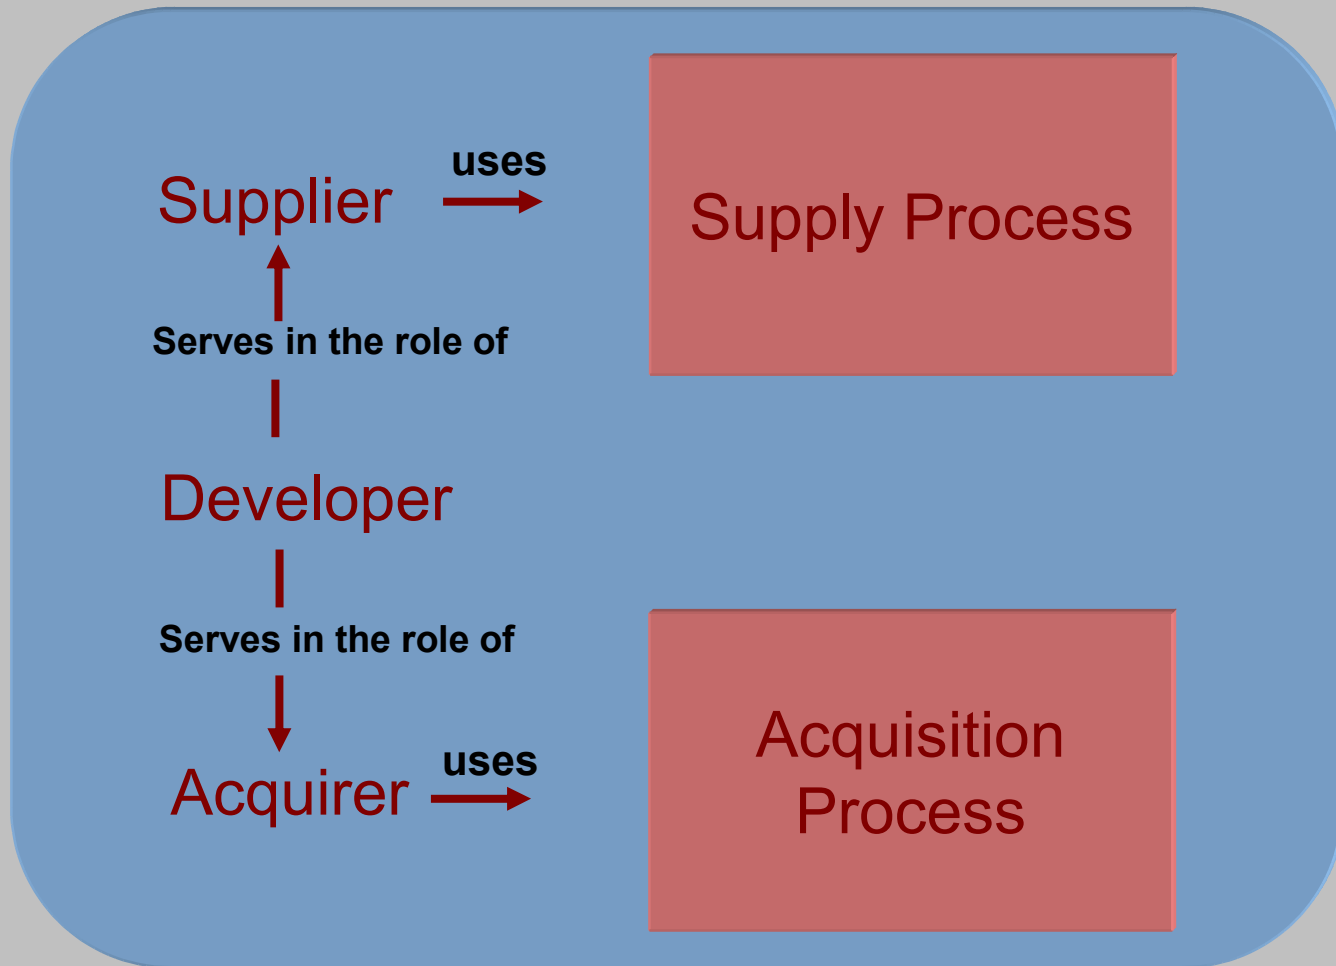 uses
Supplier
Supply Process
Serves in the role of
Developer
Serves in the role of
Acquirer
uses
Acquisition
Process